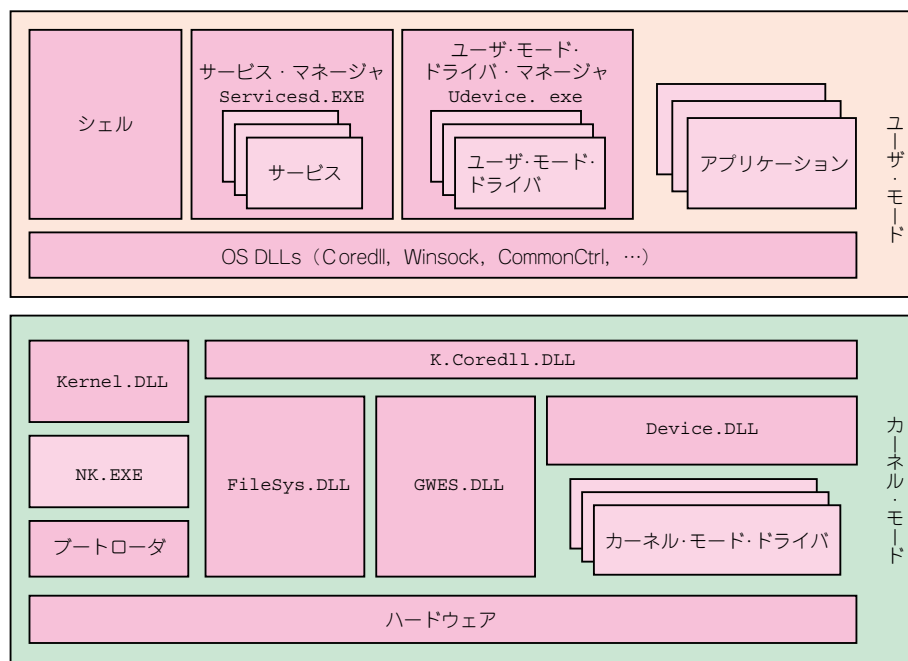 シェル
サービス・マネージャ
Servicesd.EXE
サービス
ユーザ・モード・
ドライバ・マネージャ
Udevice. exe
ユーザ・モード・
ドライバ
アプリケーション
ユーザ・モード
OS DLLs（Coredll, Winsock, CommonCtrl, …）
Kernel.DLL
NK.EXE
ブートローダ
K.Coredll.DLL
FileSys.DLL
GWES.DLL
Device.DLL
カーネル・モード・ドライバ
カーネル・モード
ハードウェア